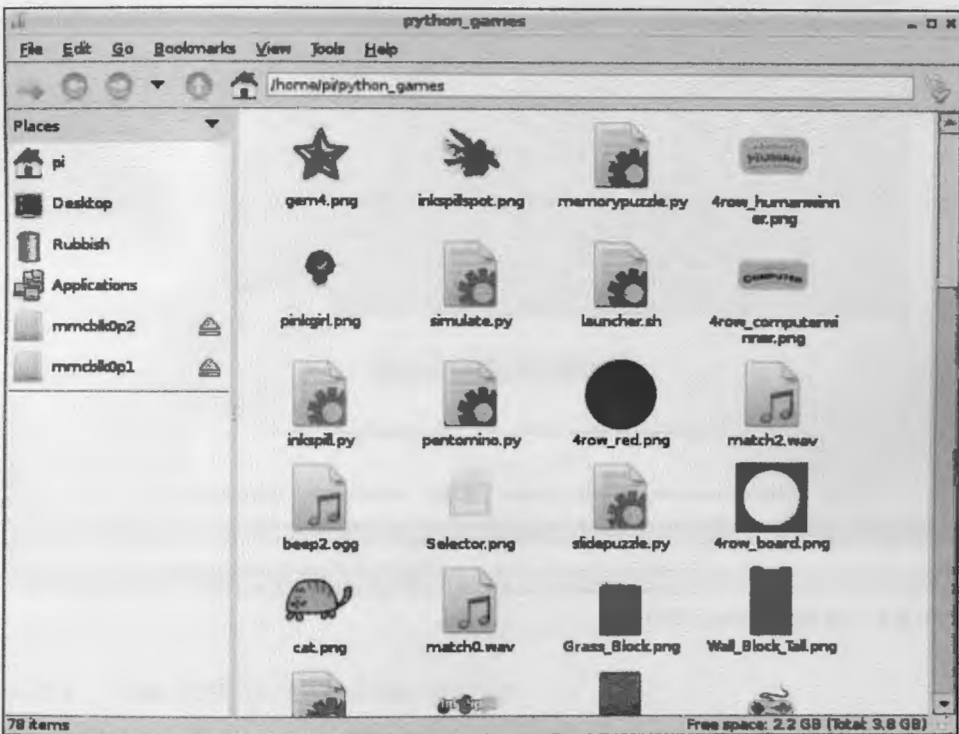 python_games
File Edit Go Bookmarks View Tools Help
/home/pi/python_games
Places
pi
Desktop
Rubbish
Applications
mmcblk0p2
mmcblk0p1
gem4.png inkspillspot.png memorypuzzle.py 4row_humanwinn
er.png
HUMAN
pinkgirl.png simulate.py launcher.sh 4row_computerwi
nner.png
COMPUTER
inkspill.py pentomino.py 4row_red.png match2.wav
beep2.ogg Selector.png slidepuzzle.py 4row_board.png
cat.png match0.wav Grass_Block.png Wall_Block_Tall.png
78 items Free space: 2.2 GB (Total: 3.8 GB)